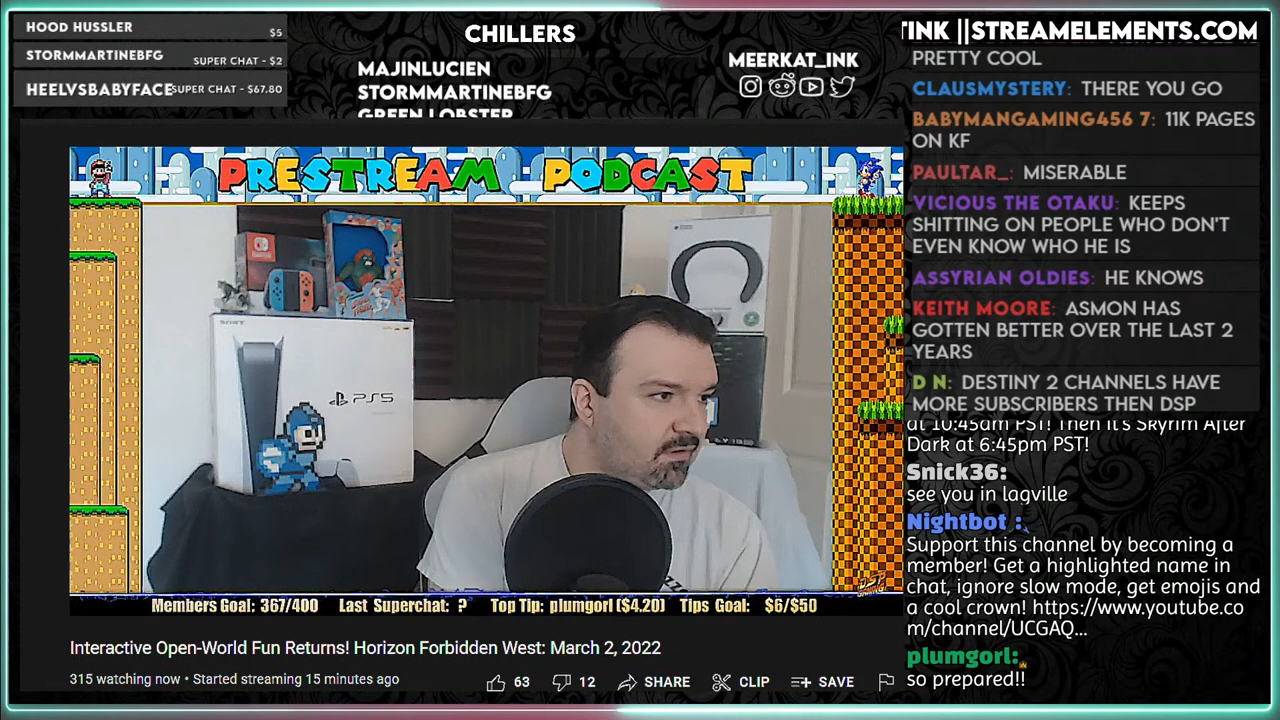 HOOD HUSSLER
$5
STORMMARTINEBFG
SUPER CHAT - $2
HEELVSBABYFACE
SUPER CHAT - $67.80
CHILLERS
MAJINLUCIEN
STORMMARTINEBFG
GREEN LOBSTER
MEERKAT_INK
TINK ||STREAMELEMENTS.COM
PRETTY COOL
CLAUSMYSTERY: THERE YOU GO
BABYMANGAMING456 7: 11K PAGES
ON KF
PAULTAR_: MISERABLE
VICIOUS THE OTAKU: KEEPS
SHITTING ON PEOPLE WHO DON'T
EVEN KNOW WHO HE IS
ASSYRIAN OLDIES: HE KNOWS
KEITH MOORE: ASMON HAS
GOTTEN BETTER OVER THE LAST 2
YEARS
D N: DESTINY 2 CHANNELS HAVE
MORE SUBSCRIBERS THEN DSP
at 10:45am PST! Then it's Skyrim After
Dark at 6:45pm PST!
Snick36:
see you in lagville
Nightbot :
Support this channel by becoming a
member! Get a highlighted name in
chat, ignore slow mode, get emojis and
a cool crown! https://www.youtube.co
m/channel/UCGAQ...
plumgorl:
so prepared!!
PRESTREAM PODCAST
SONY
PS5
Members Goal: 367/400 Last Superchat: ? Top Tip: plumgorl ($4.20) Tips Goal: $6/$50
Interactive Open-World Fun Returns! Horizon Forbidden West: March 2, 2022
315 watching now • Started streaming 15 minutes ago
63
12
SHARE
CLIP
SAVE